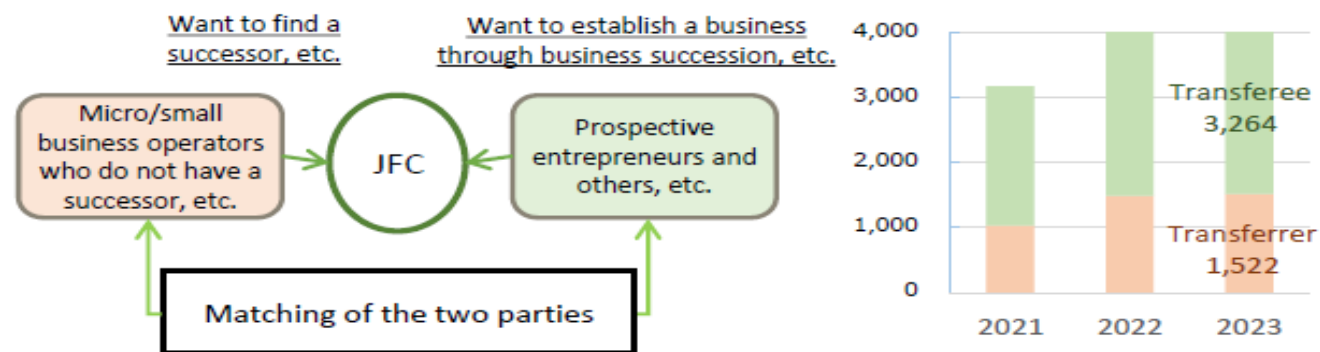 Want to find a
successor, etc.
Want to establish a business
through business succession, etc.
Micro/small
business operators
who do not have a
successor, etc.
JFC
Prospective
entrepreneurs and
others, etc.
Matching of the two parties
4,000
3,000
2,000
1,000
0
Transferee
3,264
Transferrer
1,522
2021
2022
2023